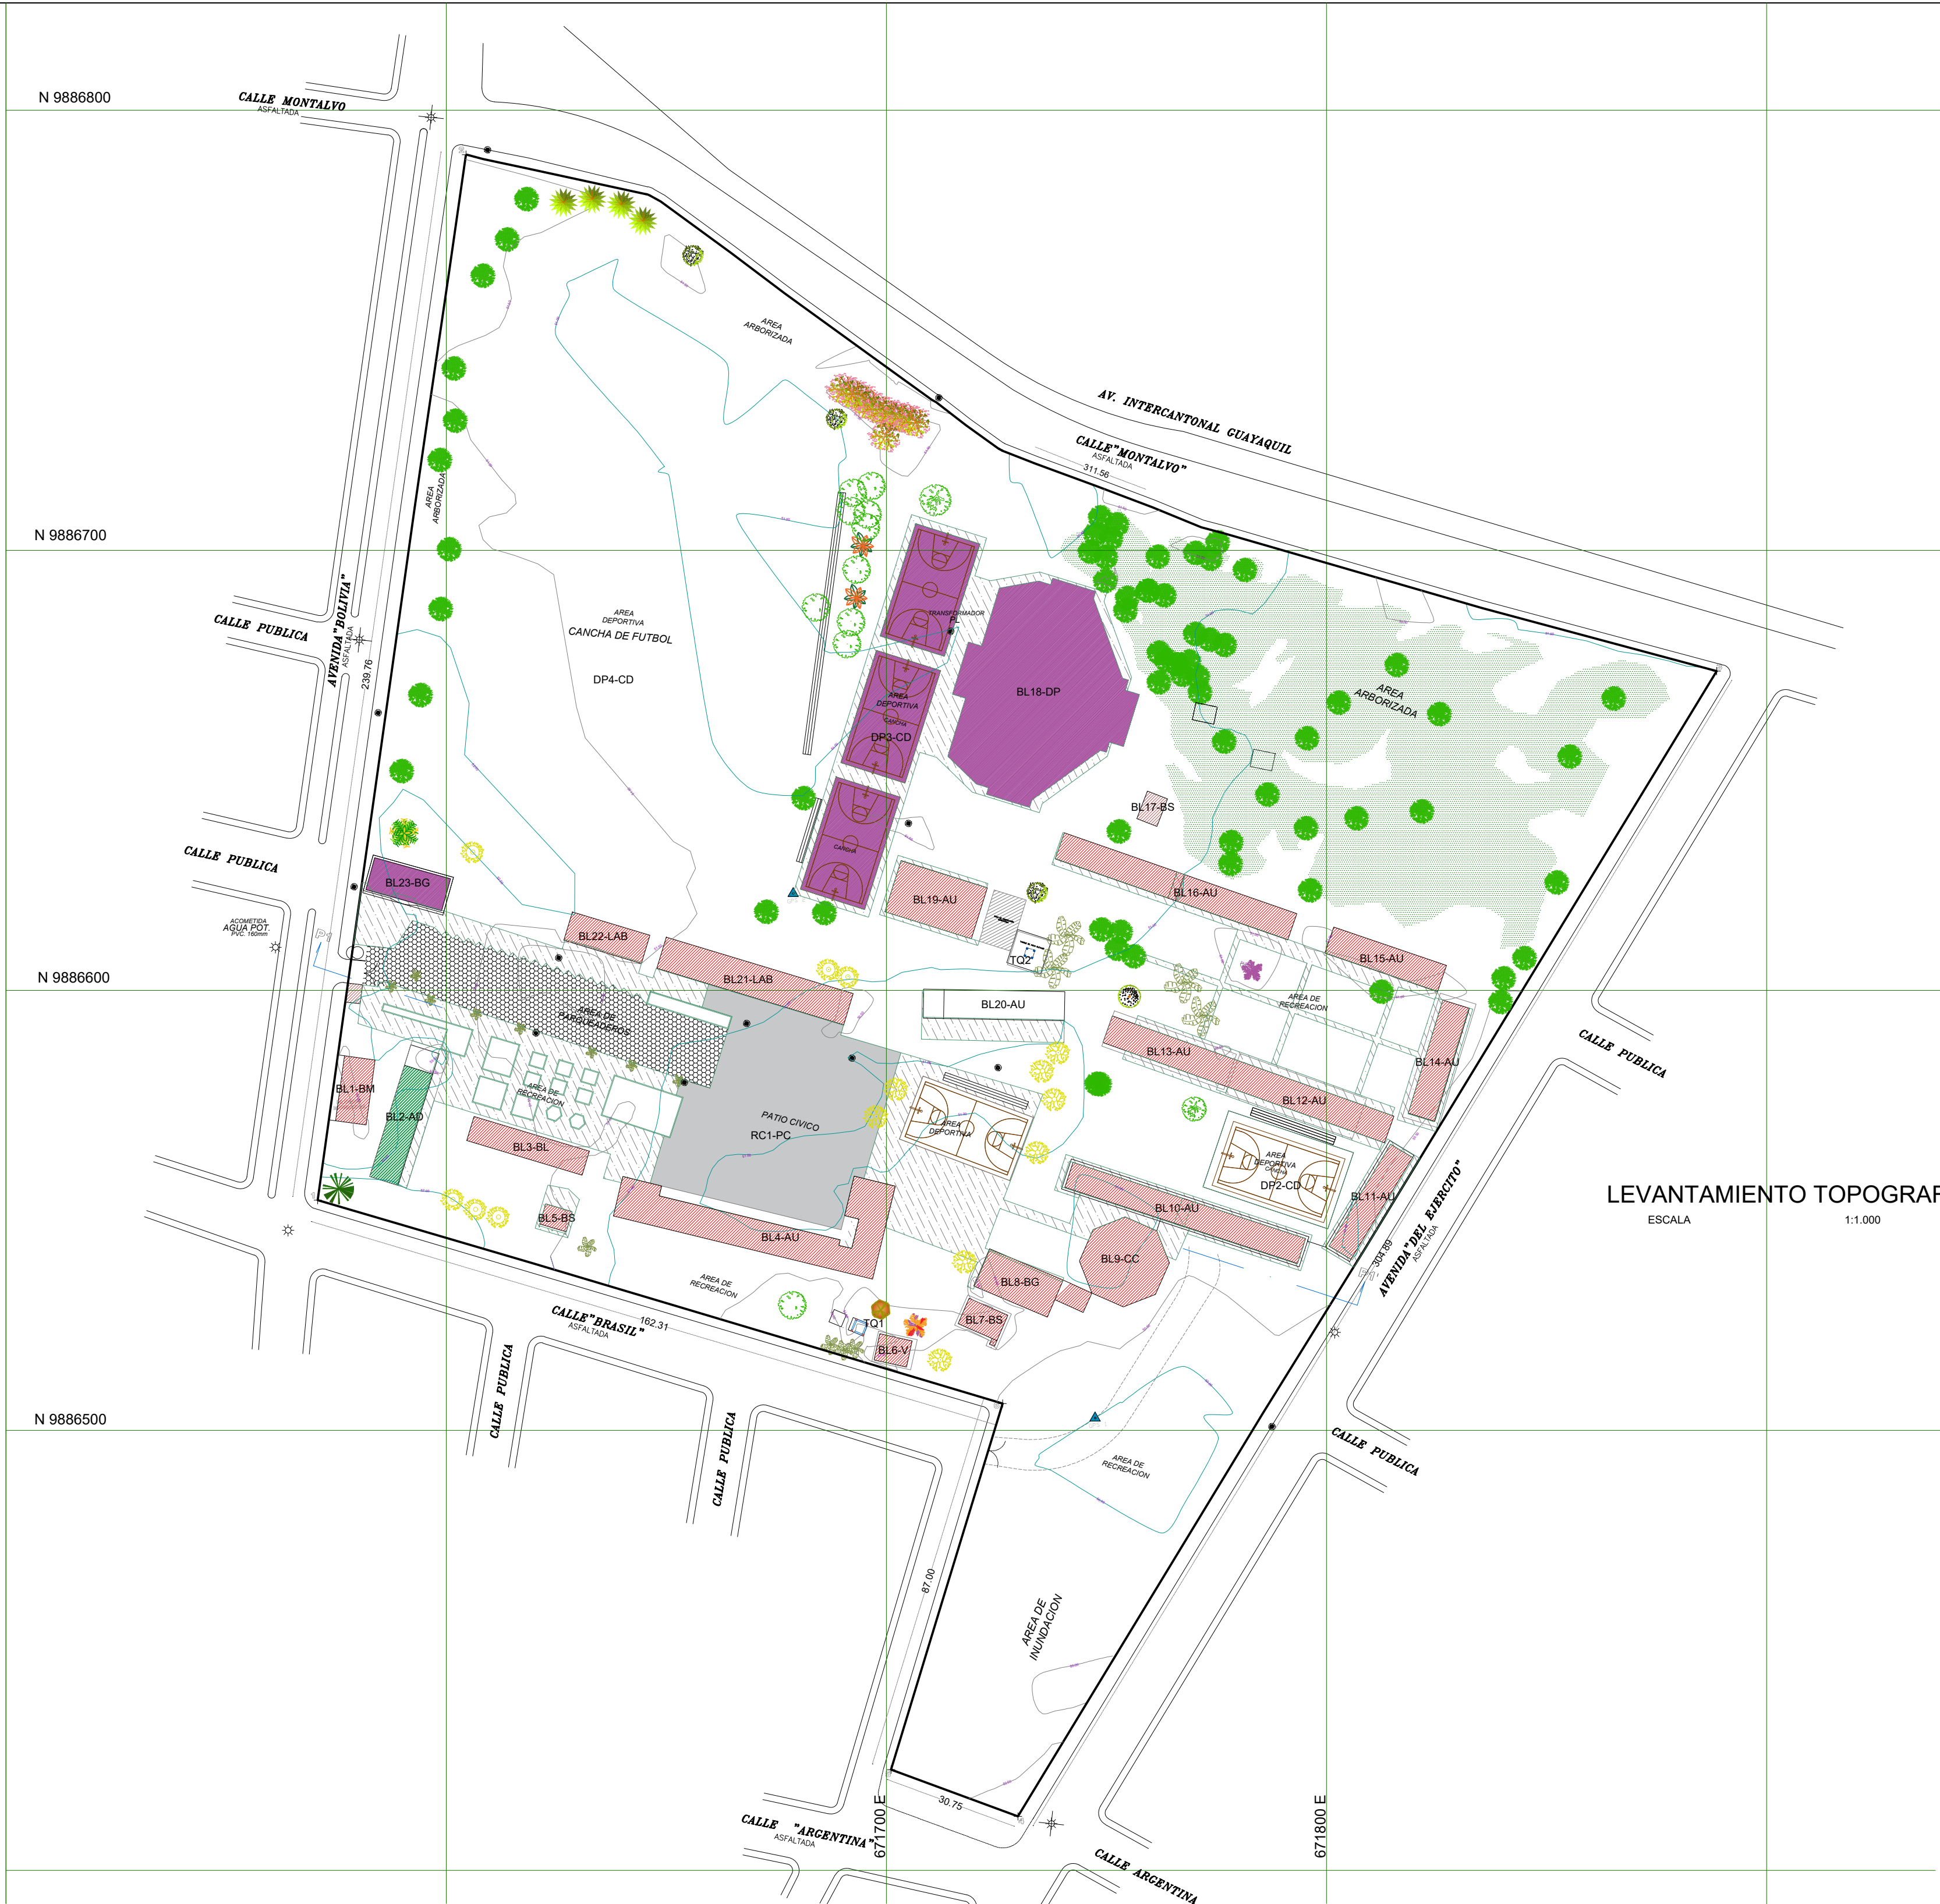 N 9886800
CALLE MONTALVO
ASFALTADA
AREA
ARBORIZADA
AV. INTERCANTONAL GUAYAQUIL
CALLE"MONTALVO"
ASFALTADA
311.56
AREA
ARBORIZADA
N 9886700
CALLE PUBLICA
AVENIDA"BOLIVIA"
ASFALTADA
239.76
AREA
DEPORTIVA
CANCHA DE FUTBOL
DP4-CD
TRANSFORMADOR
PL
BL18-DP
AREA
DEPORTIVA
CANCHA
DP3-CD
AREA
ARBORIZADA
BL17-BS
CANCHA
CALLE PUBLICA
BL23-BG
BL19-AU
BL16-AU
ACOMETIDA
AGUA POT.
PVC. 160mm
P1
BL22-LAB
BL21-LAB
TQ2
BL15-AU
N 9886600
BL20-AU
AREA DE
RECREACION
AREA DE
PARQUEADEROS
BL13-AU
BL14-AU
CALLE PUBLICA
BL1-BM
BL2-AD
AREA DE
RECREACION
BL3-BL
PATIO CIVICO
RC1-PC
AREA
DEPORTIVA
BL12-AU
AREA
DEPORTIVA
CANCHA
DP2-CD
BL11-AU
LEVANTAMIENTO TOPOGRAF
ESCALA
1:1.000
BL5-BS
BL4-AU
BL10-AU
BL9-CC
AVENIDA"DEL EJERCITO"
ASFALTADA
304.89
P1'
AREA DE
RECREACION
BL8-BG
BL7-BS
TQ1
BL6-V
CALLE"BRASIL"
ASFALTADA
162.31
CALLE PUBLICA
CALLE PUBLICA
N 9886500
CALLE PUBLICA
AREA DE
RECREACION
87.00
AREA DE
INUNDACION
30.75
671700 E
671800 E
CALLE "ARGENTINA"
ASFALTADA
CALLE ARGENTINA